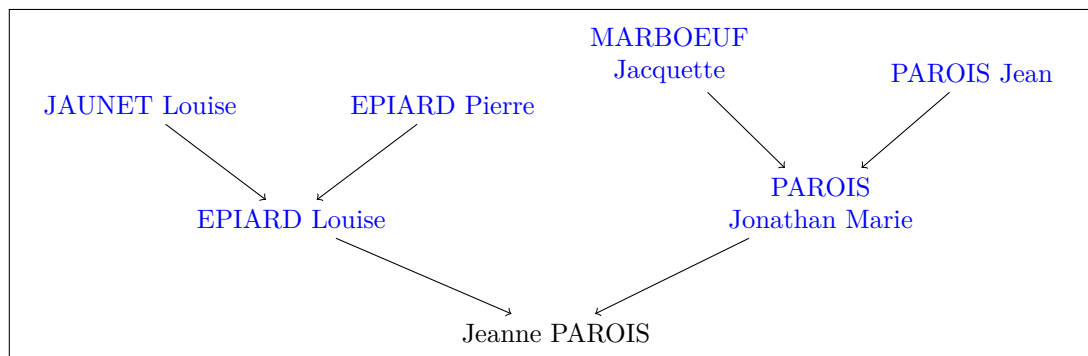 MARBOEUF
Jacquette
PAROIS Jean
JAUNET Louise
EPIARD Pierre
PAROIS
Jonathan Marie
EPIARD Louise
Jeanne PAROIS